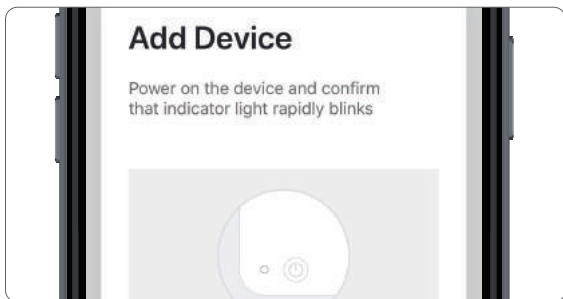 Add Device
Power on the device and confirm
that indicator light rapidly blinks